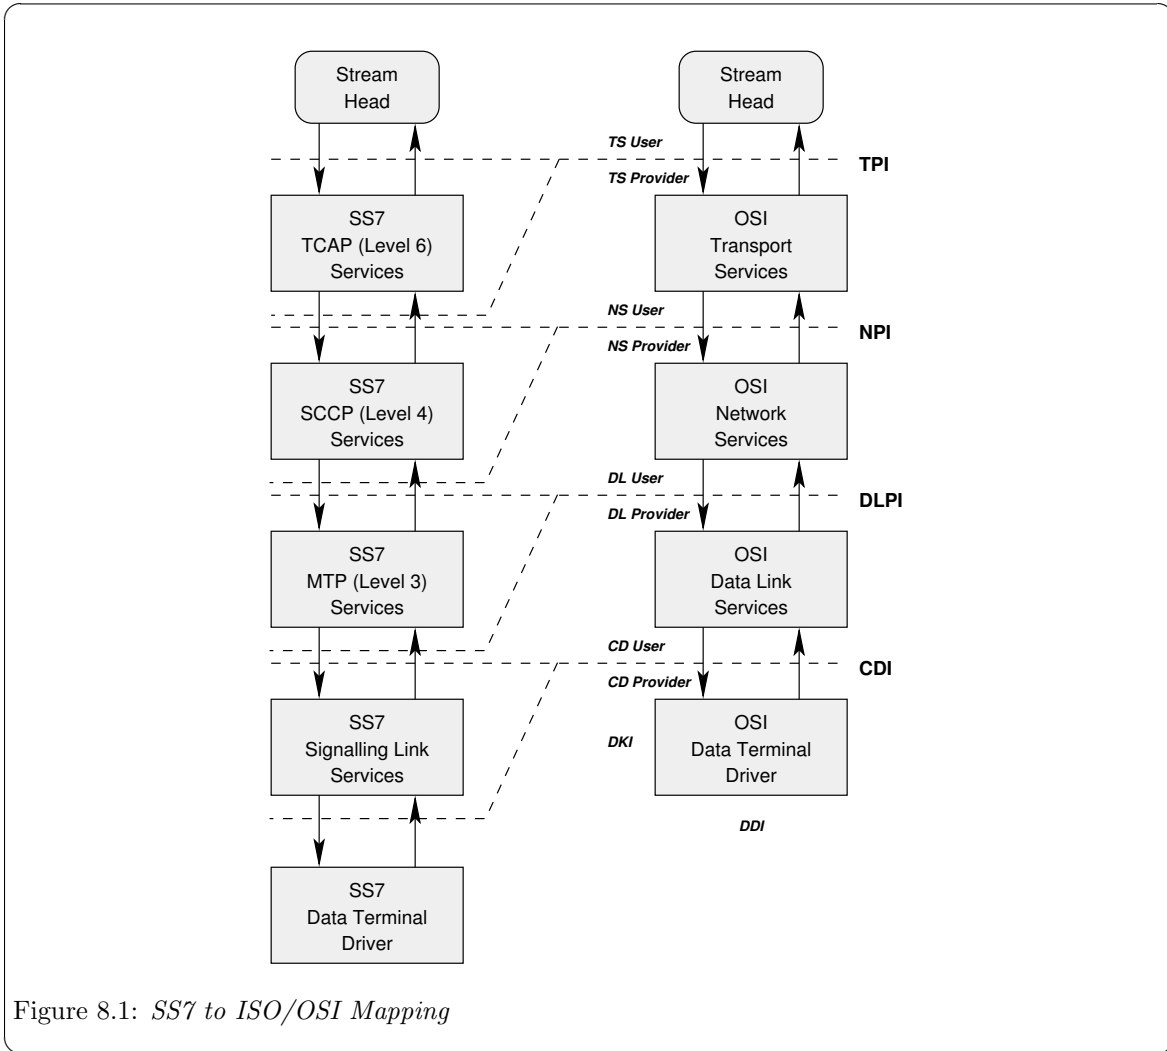 Stream
Head
Stream
Head
TS User
TPI
TS Provider
SS7
TCAP (Level 6)
Services
OSI
Transport
Services
NS User
NPI
NS Provider
SS7
SCCP (Level 4)
Services
OSI
Network
Services
DL User
DLPI
DL Provider
SS7
MTP (Level 3)
Services
OSI
Data Link
Services
CD User
CDI
CD Provider
SS7
Signalling Link
Services
DKI
OSI
Data Terminal
Driver
DDI
SS7
Data Terminal
Driver
Figure 8.1: SS7 to ISO/OSI Mapping